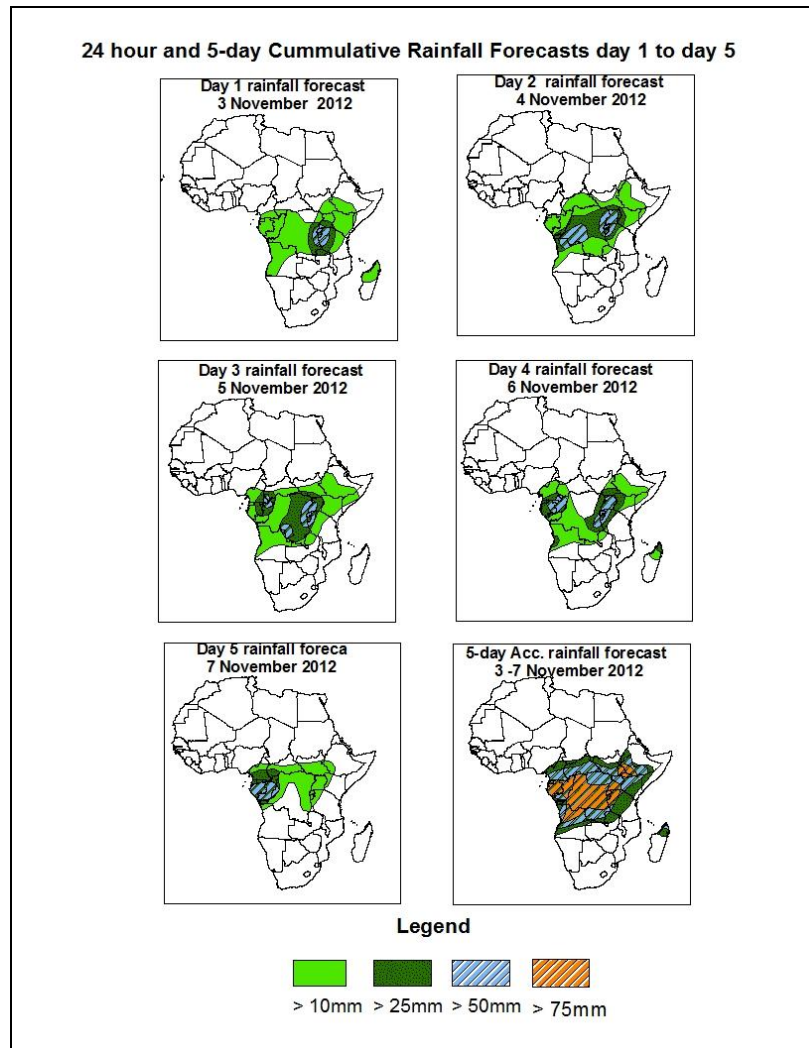 24 hour and 5-day Cummulative Rainfall Forecasts day 1 to day 5
Day 1 rainfall forecast
3 November 2012
Day 2 rainfall forecast
4 November 2012
Day 3 rainfall forecast
5 November 2012
Day 4 rainfall forecast
6 November 2012
Day 5 rainfall foreca
7 November 2012
5-day Acc. rainfall forecast
3 -7 November 2012
Legend
> 10mm > 25mm > 50mm > 75mm